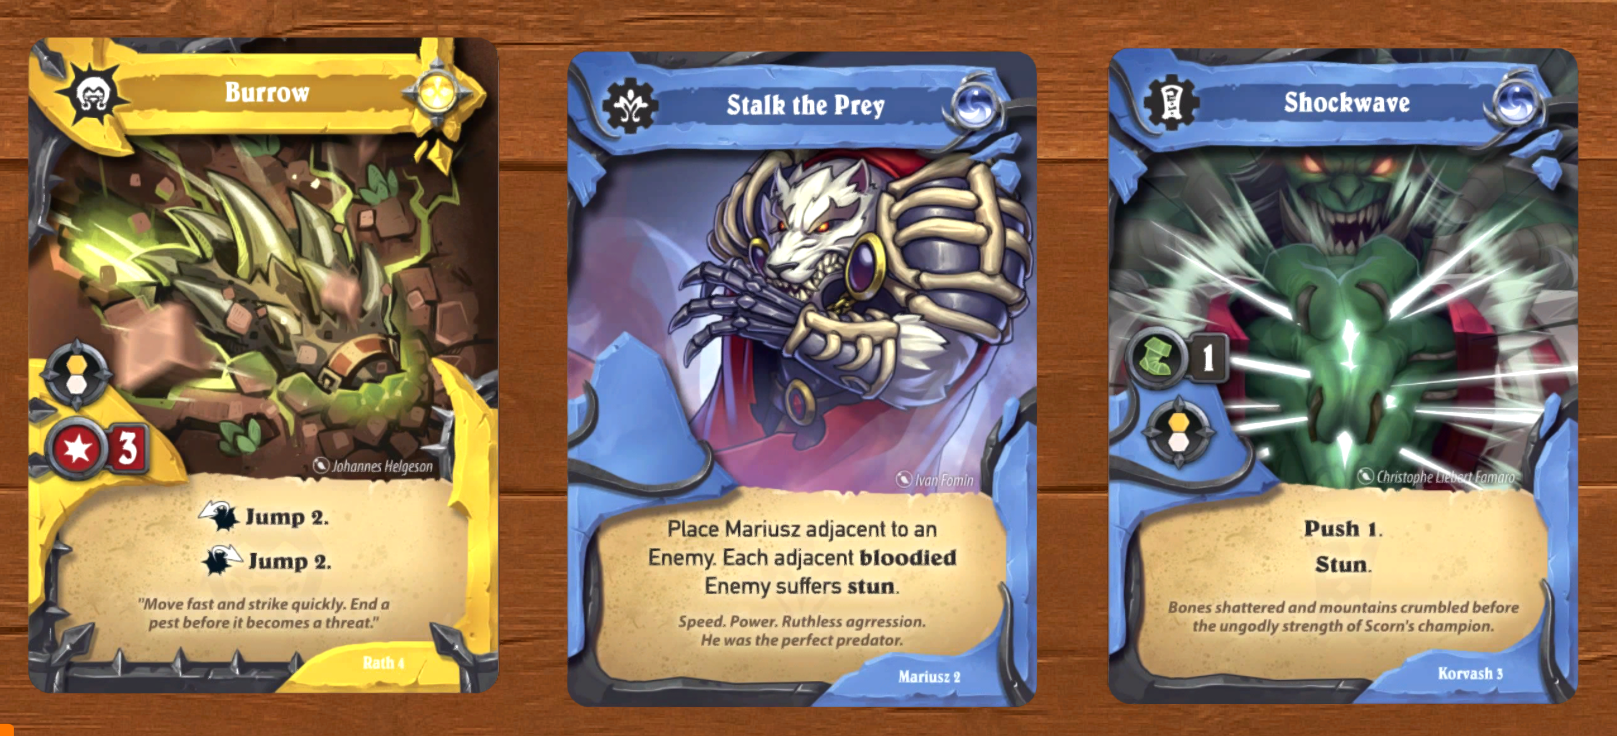 Burrow
Johannes Helgeson
3
Jump 2.
Jump 2.
"Move fast and strike quickly. End a
pest before it becomes a threat."
Roth 4
Stalk the Prey
Ivan Fomin
Place Mariusz adjacent to an
Enemy. Each adjacent bloodied
Enemy suffers stun.
Speed. Power. Ruthless agrression.
He was the perfect predator.
Mariusz 2
Shockwave
1
Christophe Liebert Famaro
Push 1.
Stun.
Bones shattered and mountains crumbled before
the ungodly strength of Scorn's champion.
Korvash 3